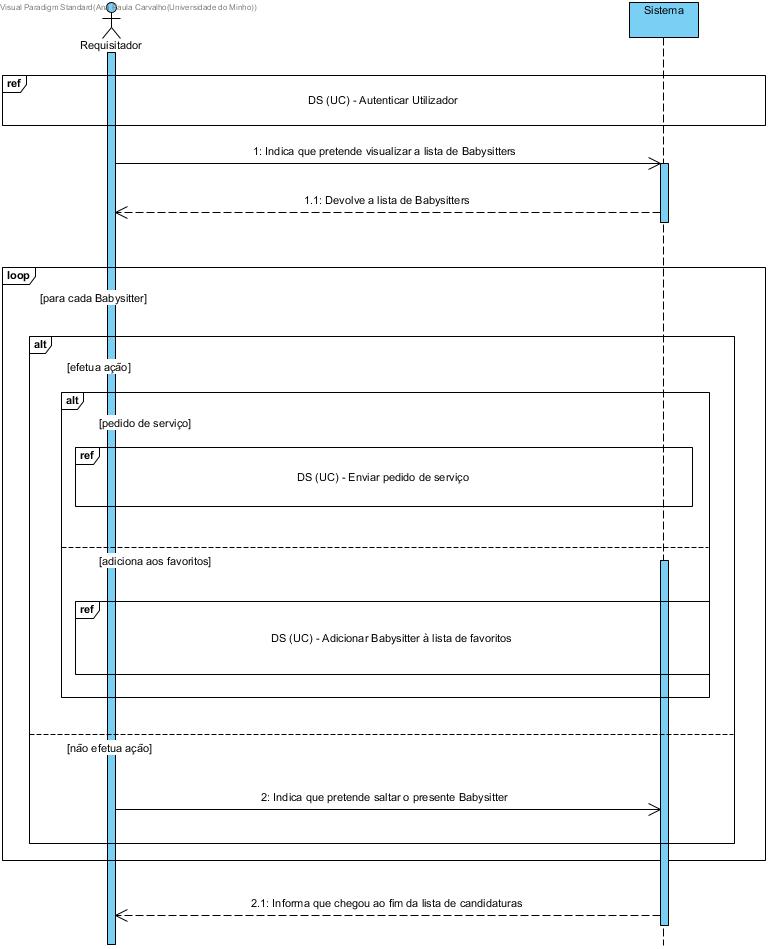 Visual Paradigm Standard(Ana Paula Carvalho(Universidade do Minho))
Sistema
Requisitador
ref
DS (UC) - Autenticar Utilizador
1: Indica que pretende visualizar a lista de Babysitters
1.1: Devolve a lista de Babysitters
loop
[para cada Babysitter]
alt
[efetua ação]
alt
[pedido de serviço]
ref
DS (UC) - Enviar pedido de serviço
[adiciona aos favoritos]
ref
DS (UC) - Adicionar Babysitter à lista de favoritos
[não efetua ação]
2: Indica que pretende saltar o presente Babysitter
2.1: Informa que chegou ao fim da lista de candidaturas